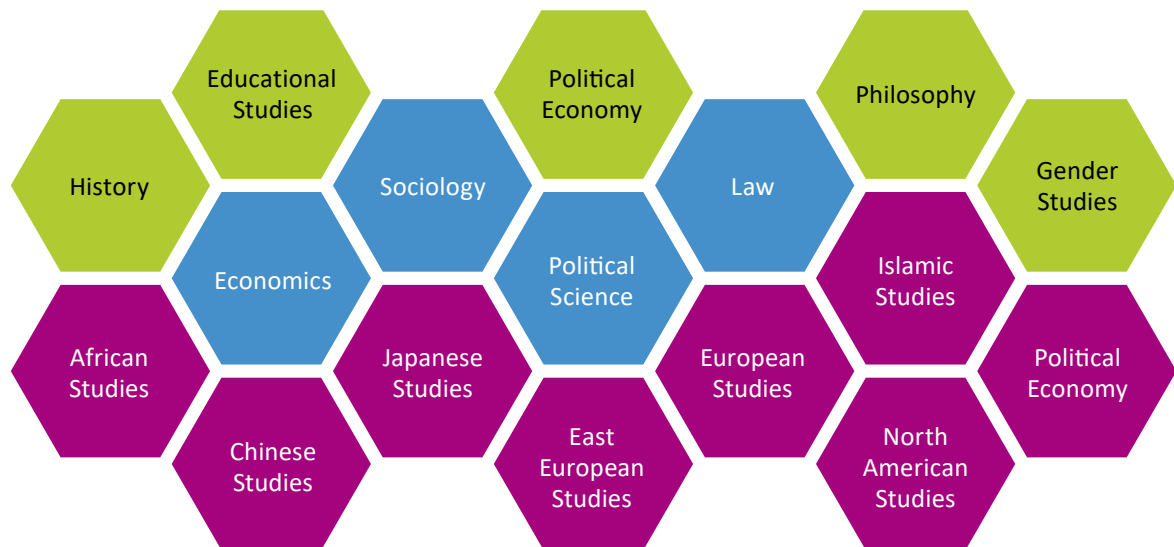 Educational
Studies
Political
Economy
Philosophy
History
Sociology
Law
Gender
Studies
Economics
Political
Science
Islamic
Studies
African
Studies
Japanese
Studies
European
Studies
Political
Economy
Chinese
Studies
East
European
Studies
North
American
Studies